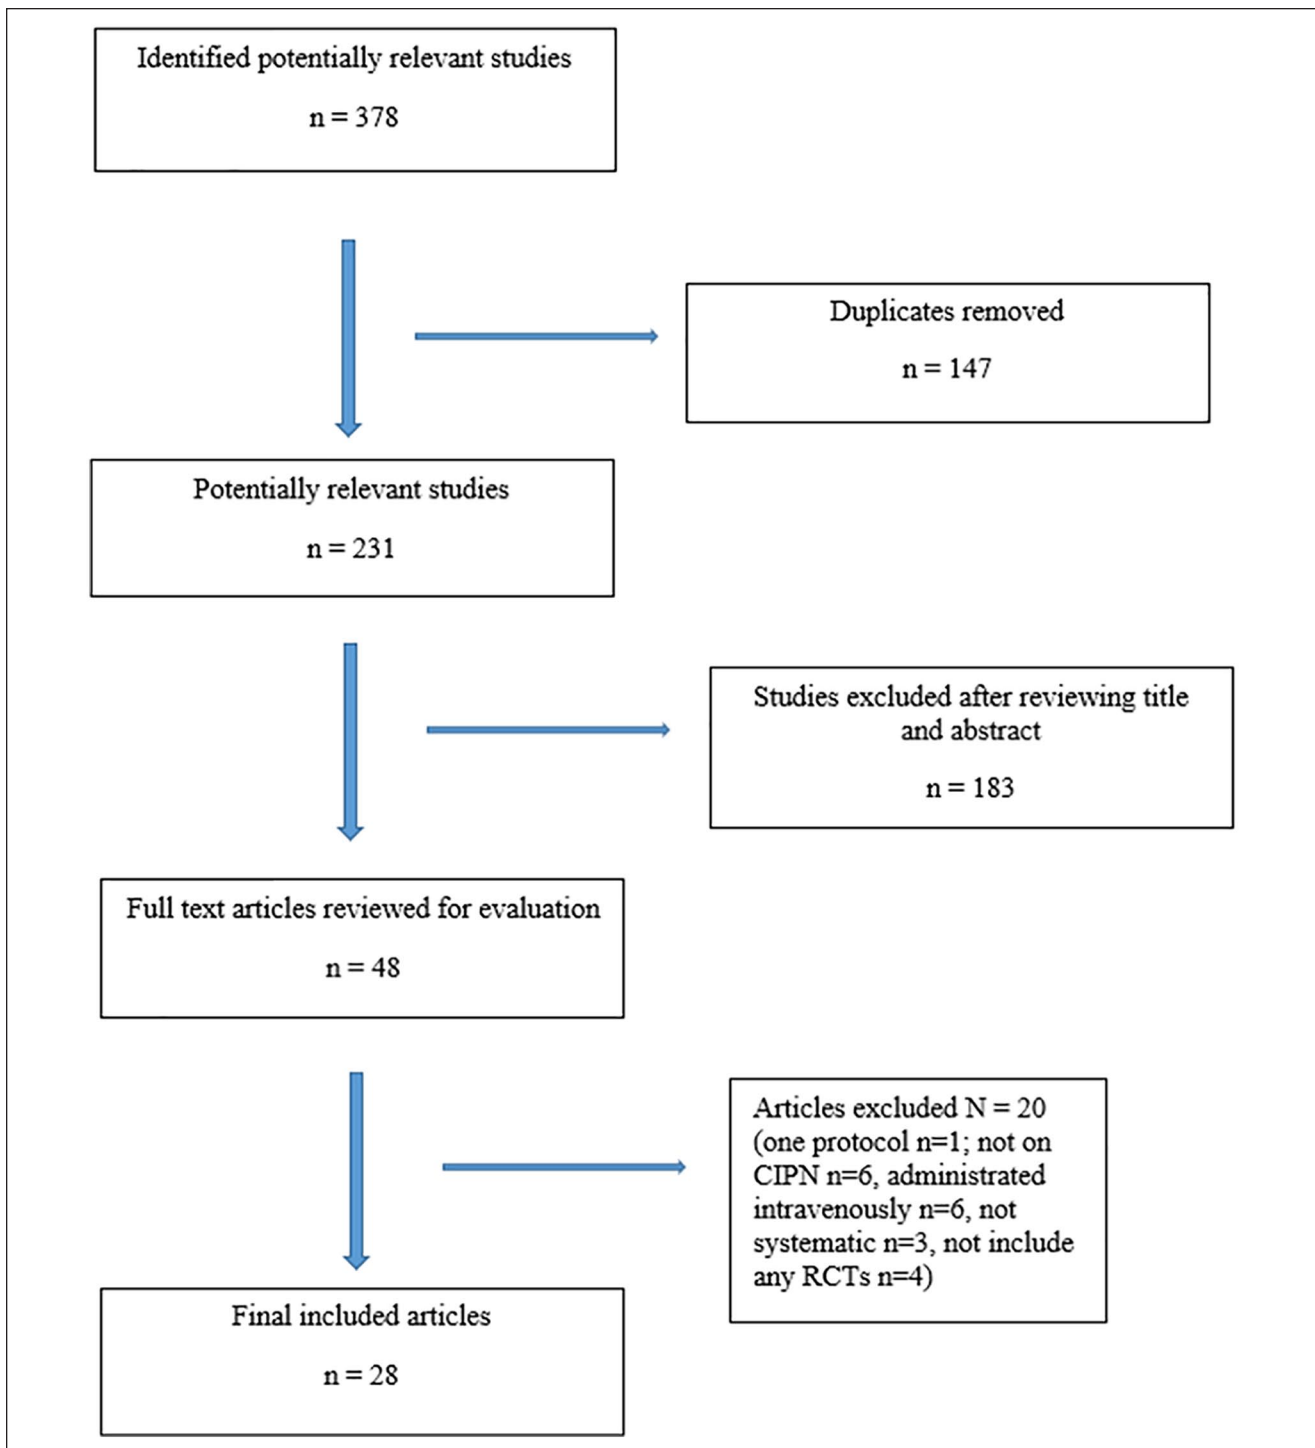 Identified potentially relevant studies
n = 378
Duplicates removed
n = 147
Potentially relevant studies
n = 231
Studies excluded after reviewing title
and abstract
n = 183
Full text articles reviewed for evaluation
n = 48
Articles excluded N = 20
(one protocol n=1; not on
CIPN n=6, administrated
intravenously n=6, not
systematic n=3, not include
any RCTs n=4)
Final included articles
n = 28